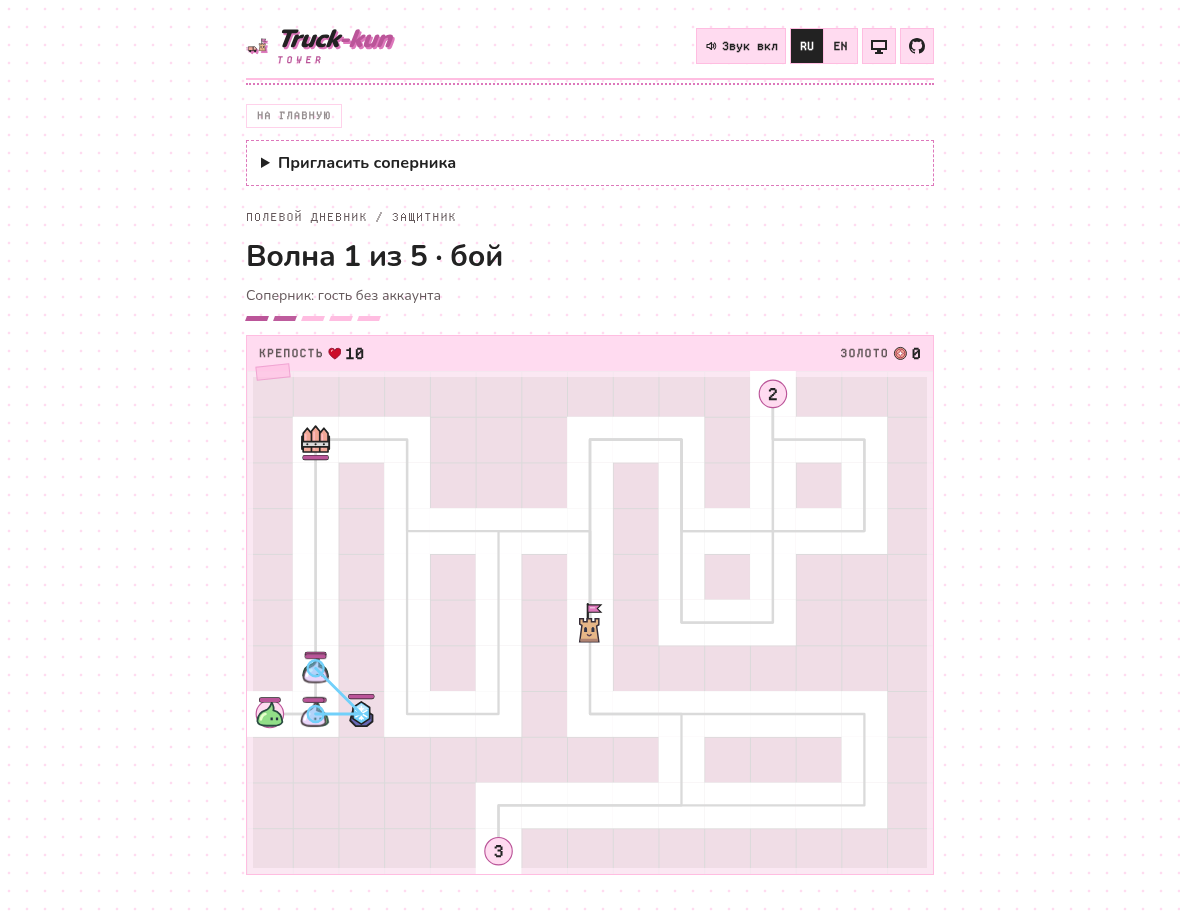 Truck-kun
TOWER
Звук вкл
RU
EN
НА ГЛАВНУЮ
Пригласить соперника
ПОЛЕВОЙ ДНЕВНИК / ЗАЩИТНИК
Волна 1 из 5 · бой
Соперник: гость без аккаунта
КРЕПОСТЬ 10
ЗОЛОТО 0
2
3